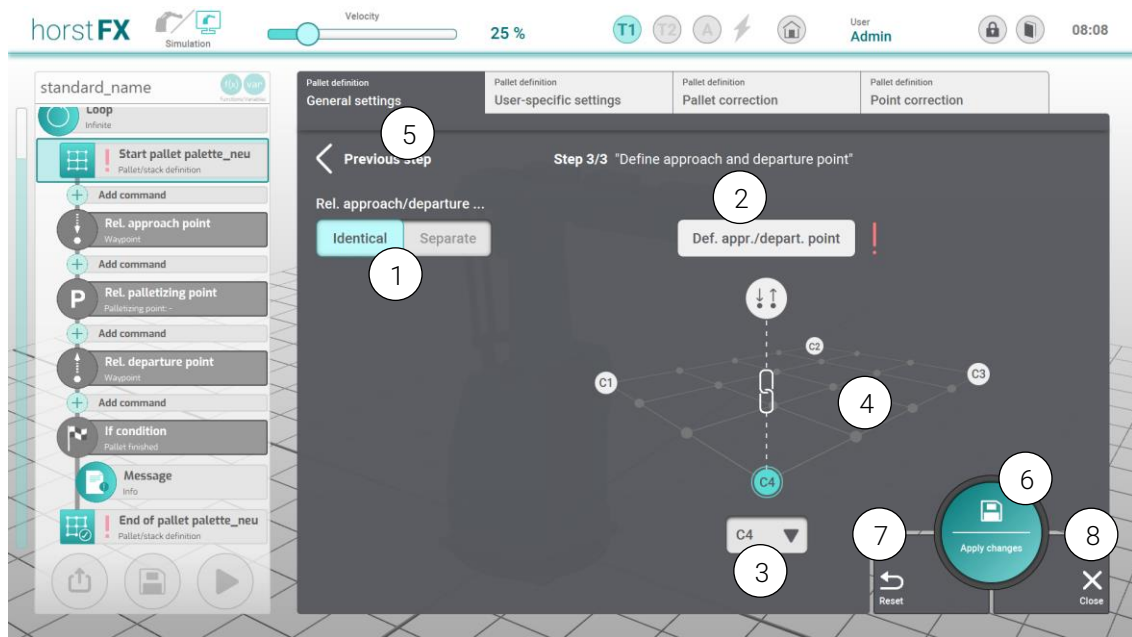 horstFX
Simulation
Velocity
25 %
T1
T2
A
User
Admin
08:08
standard_name
f(x)
var
Functions/Variables
Loop
Infinite
Start pallet palette_neu
Pallet/stack definition
Add command
Rel. approach point
Waypoint
Add command
P
Rel. palletizing point
Palletizing point: -
Add command
Rel. departure point
Waypoint
Add command
If condition
Pallet finished
Message
Info
End of pallet palette_neu
Pallet/stack definition
Pallet definition
General settings
Pallet definition
User-specific settings
Pallet definition
Pallet correction
Pallet definition
Point correction
5
Previous step
Step 3/3 "Define approach and departure point"
Rel. approach/departure ...
Identical
Separate
1
2
Def. appr./depart. point
C1
C2
C3
4
C4
C4
3
6
Apply changes
7
Reset
8
Close